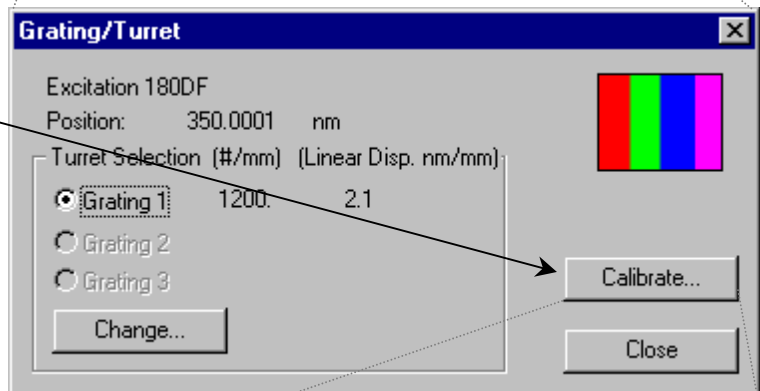 Grating/Turret
Excitation 180DF
Position: 350.0001 nm
Turret Selection (#/mm) (Linear Disp. nm/mm)
Grating 1 1200. 2.1
Grating 2
Grating 3
Calibrate...
Change...
Close